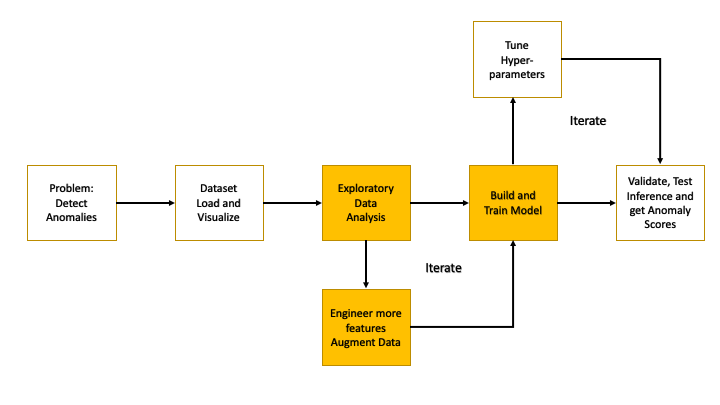 Tune
Hyper-
parameters
Iterate
Problem:
Detect
Anomalies
Dataset
Load and
Visualize
Exploratory
Data
Analysis
Build and
Train Model
Validate, Test
Inference and
get Anomaly
Scores
Iterate
Engineer more
features
Augment Data